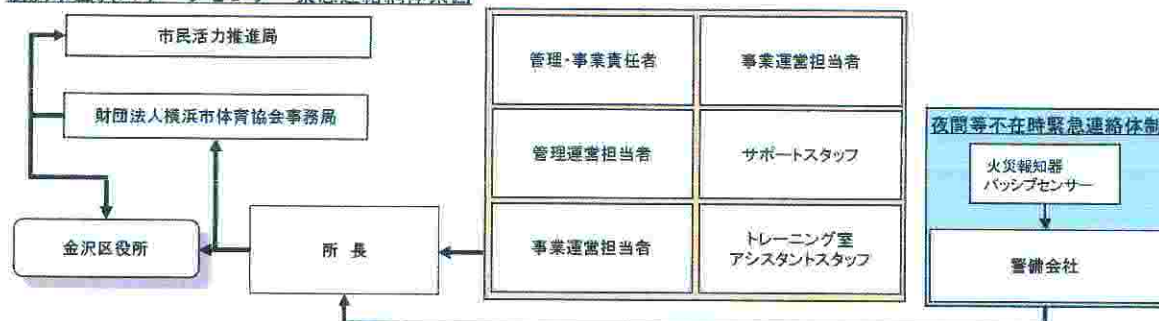 市民活力推進局
財団法人横浜市体育協会事務局
金沢区役所
所 長
管理・事業責任者
事業運営担当者
管理運営担当者
サポートスタッフ
事業運営担当者
トレーニング室
アシスタントスタッフ
夜間等不在時緊急連絡体制
火災報知器
パッシブセンサー
警備会社